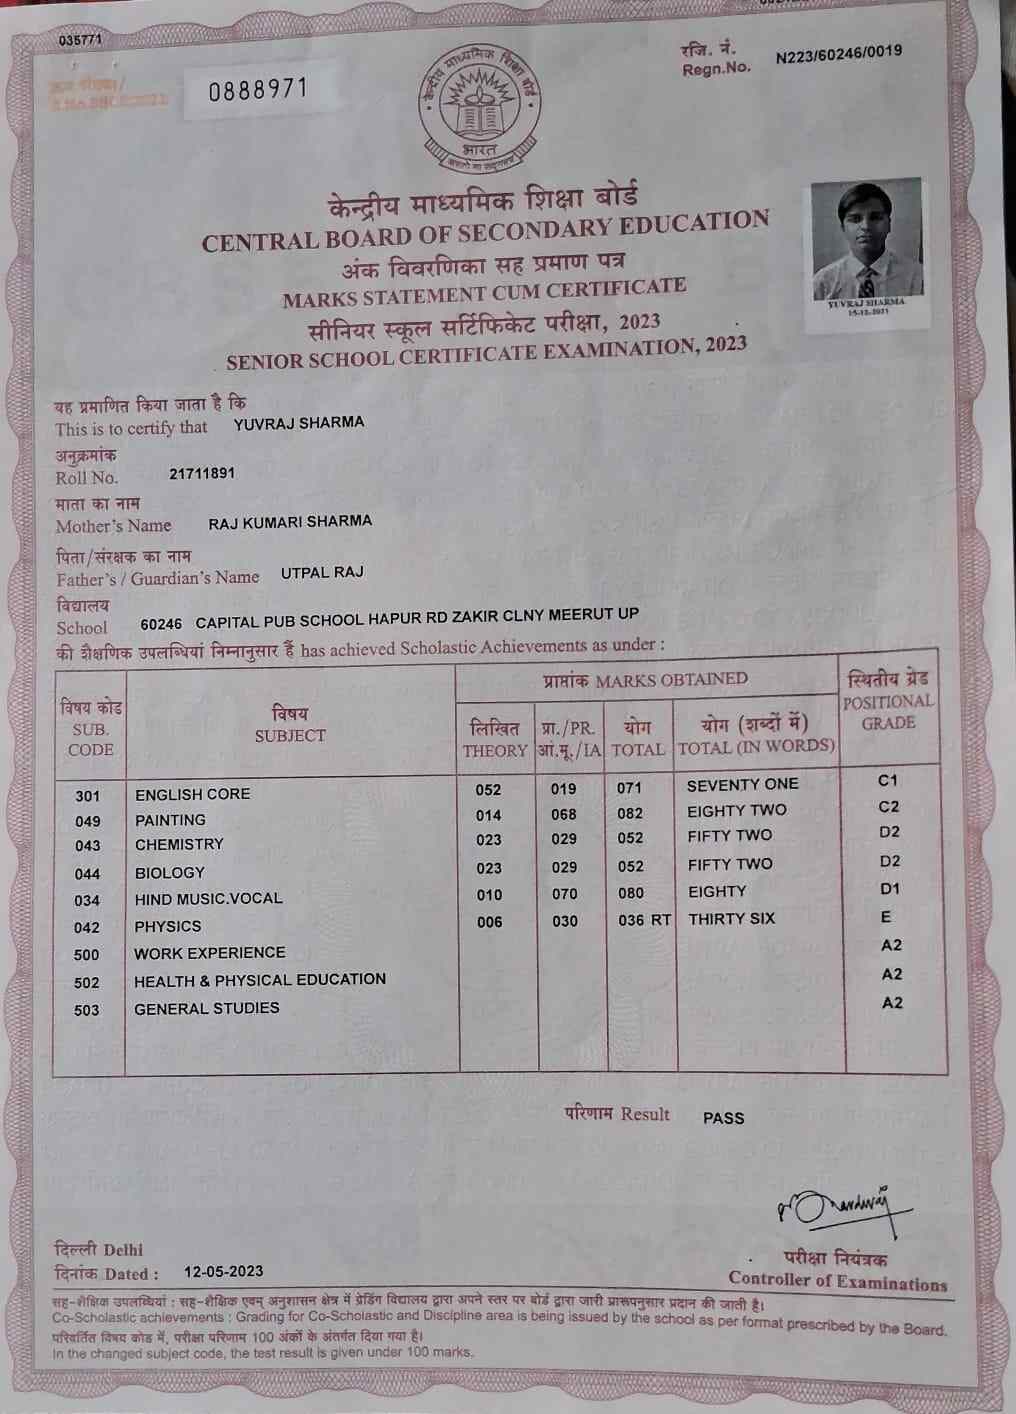 035771
0888971
केन्द्रीय माध्यमिक शिक्षा बोर्ड
भारत
रजि. नं.
Regn.No. N223/60246/0019
केन्द्रीय माध्यमिक शिक्षा बोर्ड
CENTRAL BOARD OF SECONDARY EDUCATION
अंक विवरणिका सह प्रमाण पत्र
MARKS STATEMENT CUM CERTIFICATE
सीनियर स्कूल सर्टिफिकेट परीक्षा, 2023
SENIOR SCHOOL CERTIFICATE EXAMINATION, 2023
YUVRAJ SHARMA
15-12-2021
यह प्रमाणित किया जाता है कि
This is to certify that YUVRAJ SHARMA
अनुक्रमांक
Roll No. 21711891
माता का नाम
Mother's Name RAJ KUMARI SHARMA
पिता/संरक्षक का नाम
Father's / Guardian's Name UTPAL RAJ
विद्यालय
School 60246 CAPITAL PUB SCHOOL HAPUR RD ZAKIR CLNY MEERUT UP
की शैक्षणिक उपलब्धियां निम्नानुसार हैं has achieved Scholastic Achievements as under :
विषय कोड
SUB.
CODE
विषय
SUBJECT
प्राप्तांक MARKS OBTAINED
लिखित
THEORY
प्रा./PR.
आं.मू./IA
योग
TOTAL
योग (शब्दों में)
TOTAL (IN WORDS)
स्थितीय ग्रेड
POSITIONAL
GRADE
301 ENGLISH CORE 052 019 071 SEVENTY ONE C1
049 PAINTING 014 068 082 EIGHTY TWO C2
043 CHEMISTRY 023 029 052 FIFTY TWO D2
044 BIOLOGY 023 029 052 FIFTY TWO D2
034 HIND MUSIC.VOCAL 010 070 080 EIGHTY D1
042 PHYSICS 006 030 036 RT THIRTY SIX E
500 WORK EXPERIENCE A2
502 HEALTH & PHYSICAL EDUCATION A2
503 GENERAL STUDIES A2
परिणाम Result PASS
दिल्ली Delhi
दिनांक Dated : 12-05-2023
परीक्षा नियंत्रक
Controller of Examinations
सह-शैक्षिक उपलब्धियां : सह-शैक्षिक एवम् अनुशासन क्षेत्र में ग्रेडिंग विद्यालय द्वारा अपने स्तर पर बोर्ड द्वारा जारी प्रारूपनुसार प्रदान की जाती है।
Co-Scholastic achievements : Grading for Co-Scholastic and Discipline area is being issued by the school as per format prescribed by the Board.
परिवर्तित विषय कोड में, परीक्षा परिणाम 100 अंकों के अंतर्गत दिया गया है।
In the changed subject code, the test result is given under 100 marks.